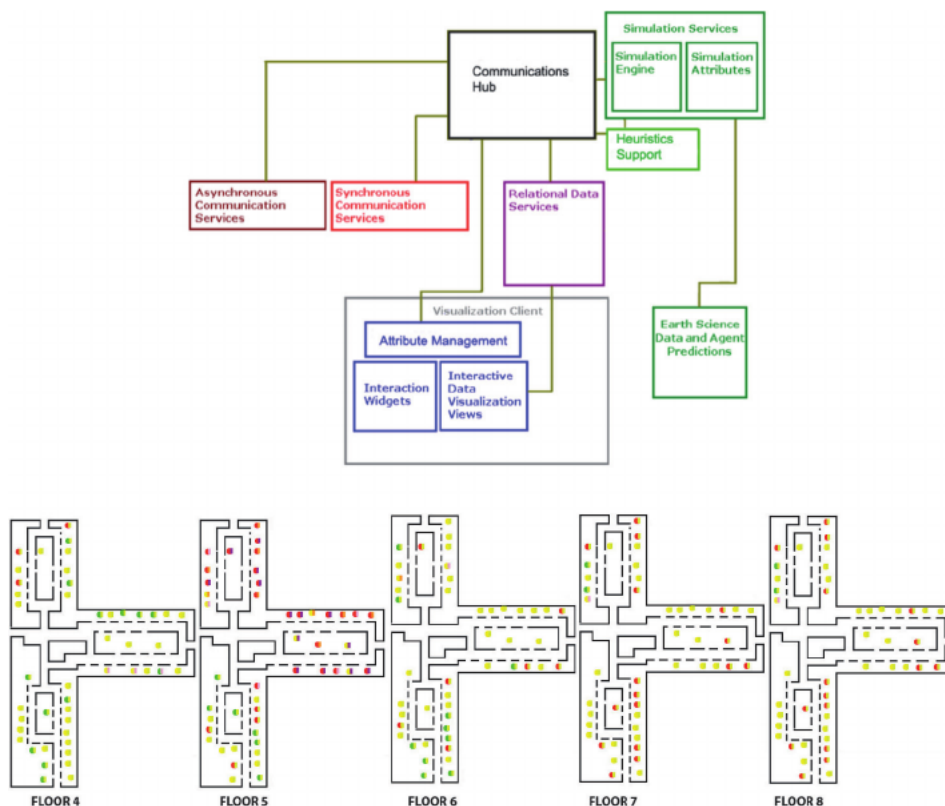 Simulation Services
Communications
Hub
Simulation
Engine
Simulation
Attributes
Heuristics
Support
Asynchronous
Communication
Services
Synchronous
Communication
Services
Relational Data
Services
Visualization Client
Attribute Management
Interaction
Widgets
Interactive
Data
Visualization
Views
Earth Science
Data and Agent
Predictions
FLOOR 4
FLOOR 5
FLOOR 6
FLOOR 7
FLOOR 8